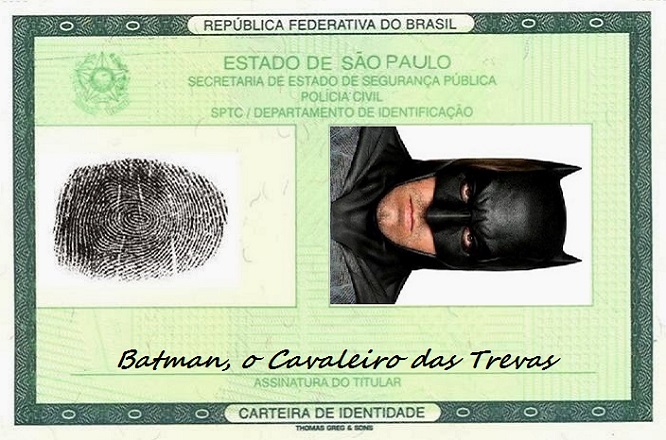 REPÚBLICA FEDERATIVA DO BRASIL
ESTADO DE SÃO PAULO
SECRETARIA DE ESTADO DE SEGURANÇA PÚBLICA
POLÍCIA CIVIL
SPTC / DEPARTAMENTO DE IDENTIFICAÇÃO
Batman, o Cavaleiro das Trevas
ASSINATURA DO TITULAR
CARTEIRA DE IDENTIDADE
THOMAS GREG & SONS